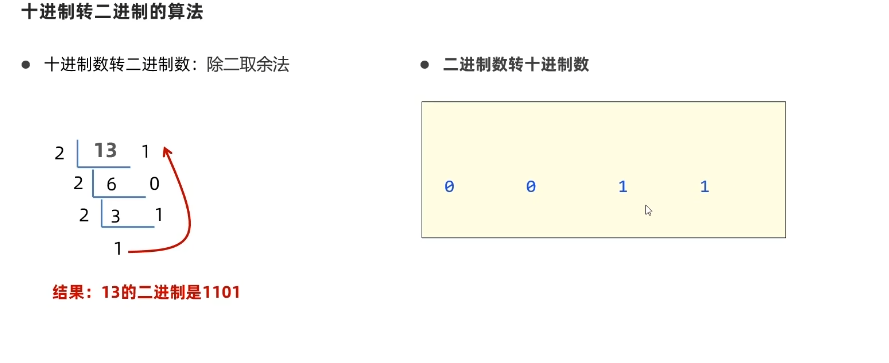 十进制转二进制的算法
● 十进制数转二进制数：除二取余法
2 13 1
2 6 0
2 3 1
1
结果：13的二进制是1101
● 二进制数转十进制数
0 0 1 1